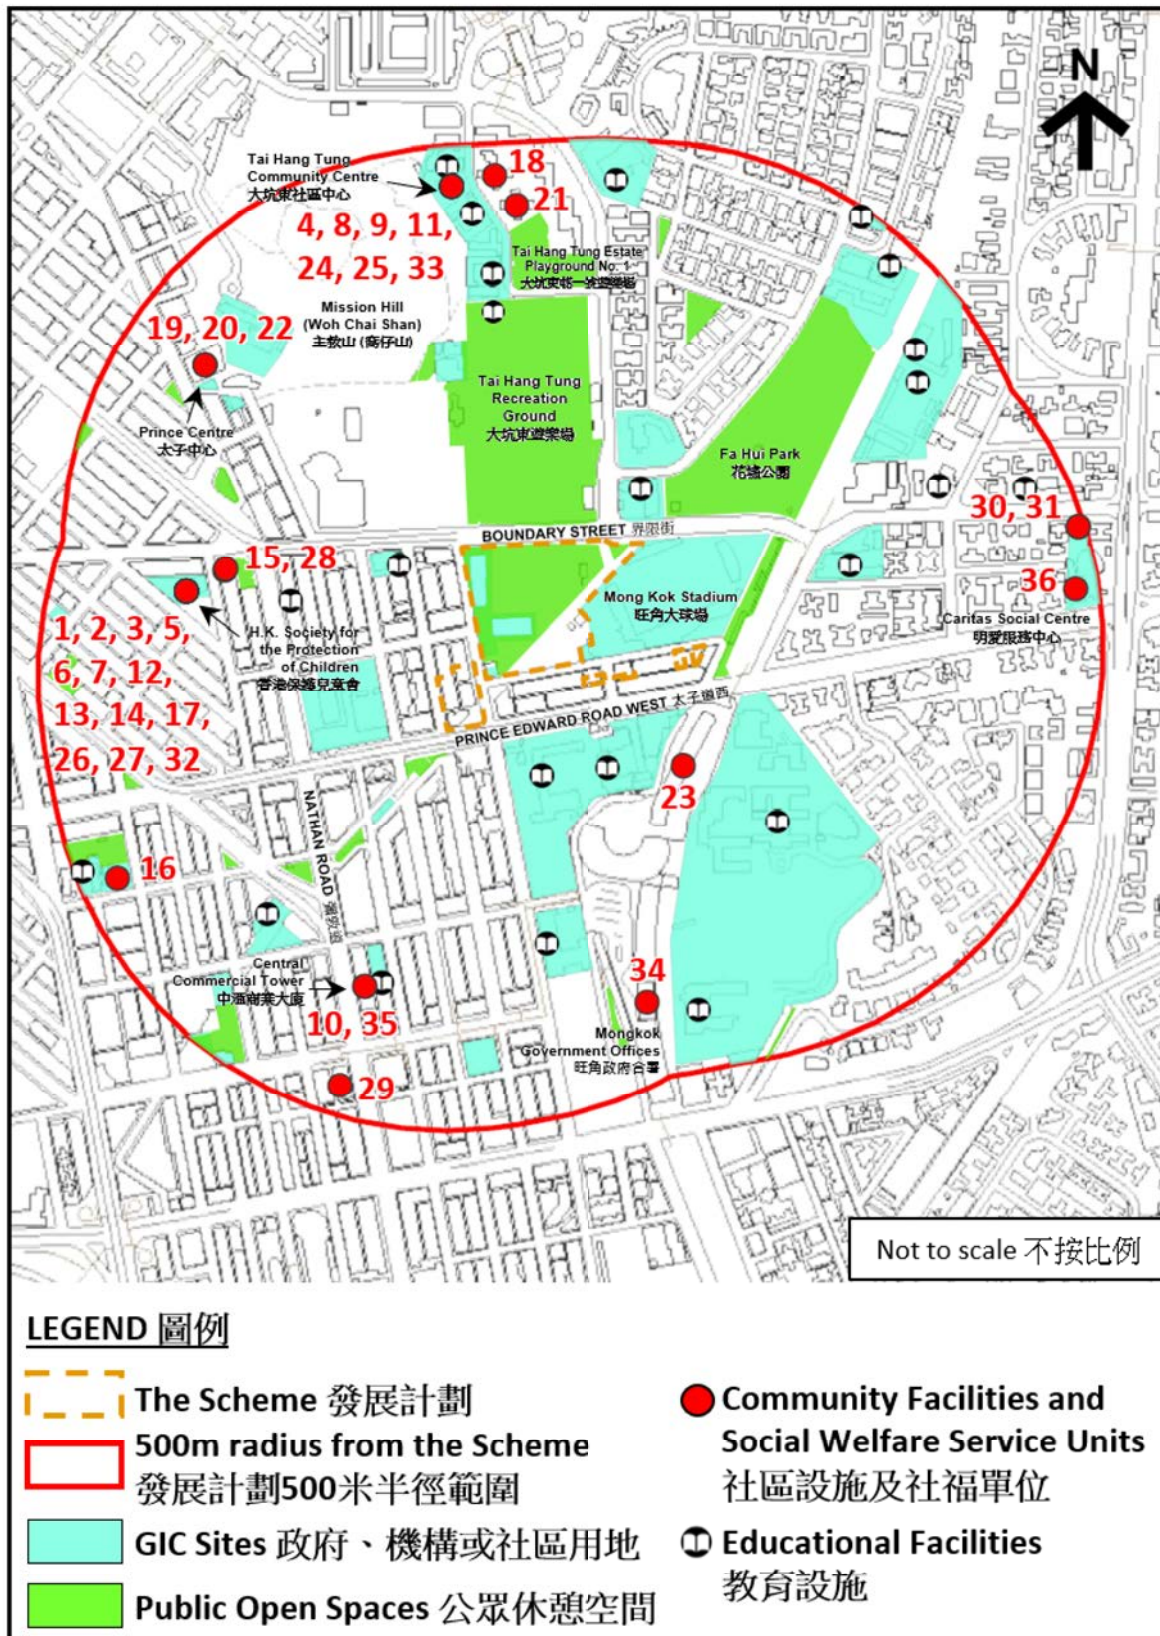 N
Tai Hang Tung
Community Centre
大坑東社區中心
18
21
4, 8, 9, 11,
24, 25, 33
Tai Hang Tung Estate
Playground No. 1
大坑東邨一號遊樂場
Mission Hill
(Woh Chai Shan)
主教山 (窩仔山)
19, 20, 22
Tai Hang Tung
Recreation
Ground
大坑東遊樂場
Prince Centre
太子中心
Fa Hui Park
花墟公園
30, 31
BOUNDARY STREET 界限街
15, 28
Mong Kok Stadium
旺角大球場
36
Caritas Social Centre
明愛服務中心
H.K. Society for
the Protection
of Children
香港保護兒童會
1, 2, 3, 5,
6, 7, 12,
13, 14, 17,
26, 27, 32
PRINCE EDWARD ROAD WEST 太子道西
23
NATHAN ROAD 彌敦道
16
Central
Commercial Tower
中匯商業大廈
10, 35
34
Mongkok
Government Offices
旺角政府合署
29
Not to scale 不按比例
LEGEND 圖例
The Scheme 發展計劃
500m radius from the Scheme
發展計劃500米半徑範圍
GIC Sites 政府、機構或社區用地
Public Open Spaces 公眾休憩空間
Community Facilities and
Social Welfare Service Units
社區設施及社福單位
Educational Facilities
教育設施